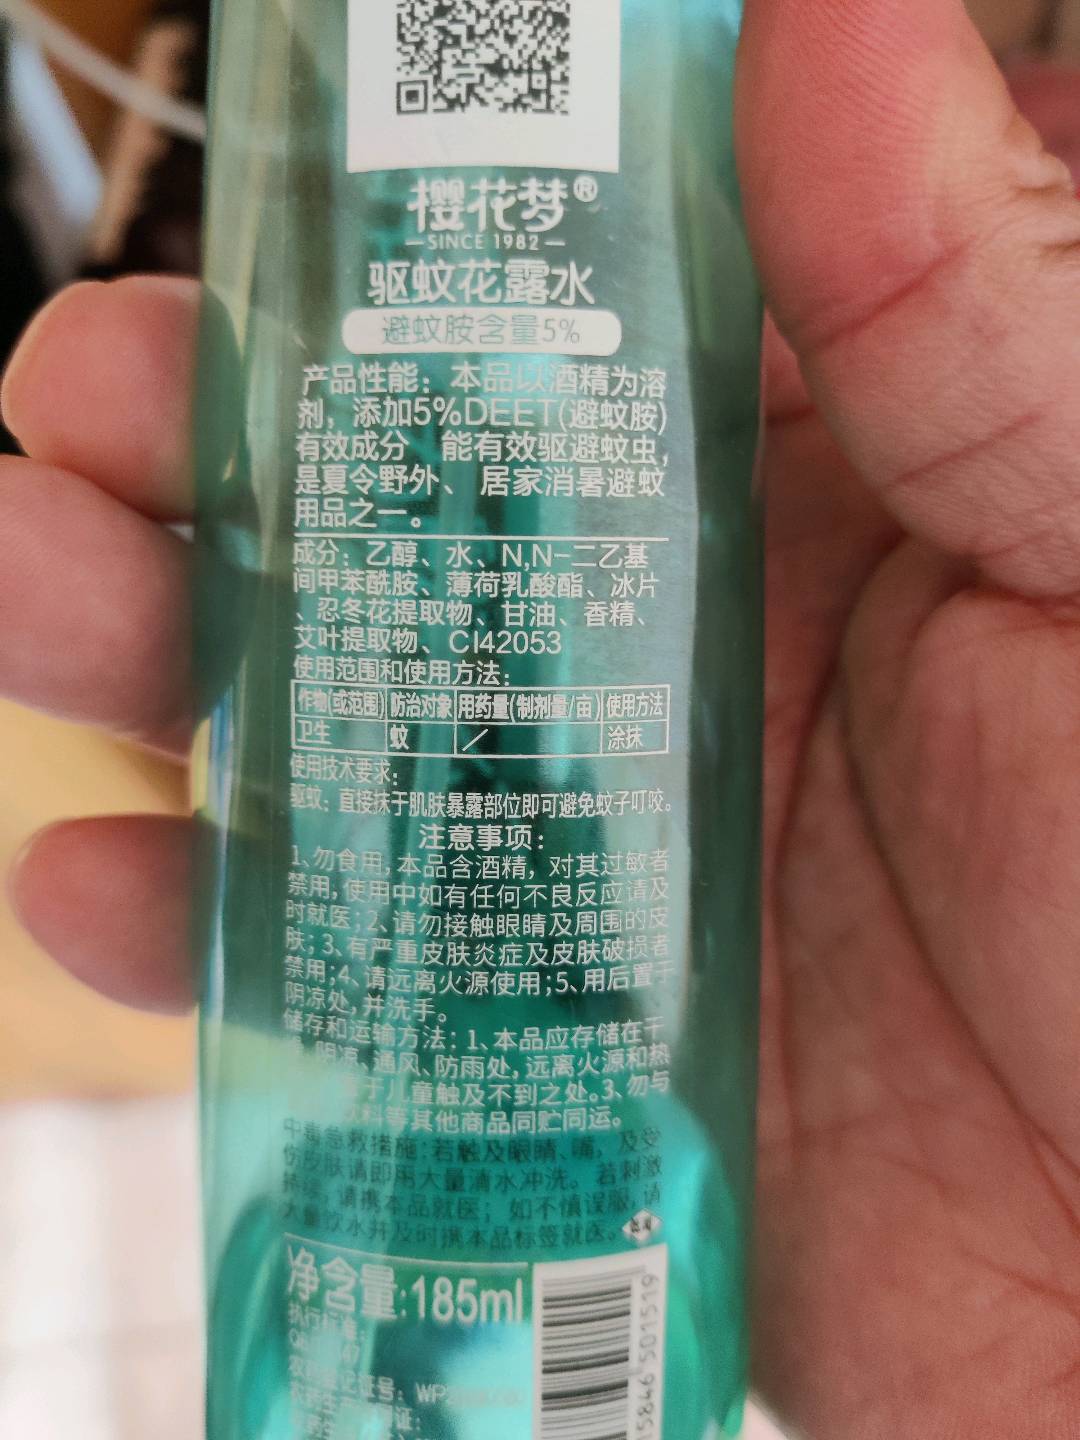 樱花梦®
SINCE 1982
驱蚊花露水
避蚊胺含量5%
产品性能：本品以酒精为溶
剂，添加5%DEET(避蚊胺)
有效成分 能有效驱避蚊虫，
是夏令野外、居家消暑避蚊
用品之一。
成分：乙醇、水、N,N-二乙基
间甲苯酰胺、薄荷乳酸酯、冰片
、忍冬花提取物、甘油、香精、
艾叶提取物、CI42053
使用范围和使用方法：
作物(或范围) 防治对象 用药量(制剂量/亩) 使用方法
卫生 蚊 / 涂抹
使用技术要求：
驱蚊：直接抹于肌肤暴露部位即可避免蚊子叮咬。
注意事项：
1、勿食用，本品含酒精，对其过敏者
禁用，使用中如有任何不良反应请及
时就医；2、请勿接触眼睛及周围的皮
肤；3、有严重皮肤炎症及皮肤破损者
禁用；4、请远离火源使用；5、用后置于
阴凉处，并洗手。
储存和运输方法：1、本品应存储在干
阴凉、通风、防雨处，远离火源和热
于儿童触及不到之处。3、勿与
饮料等其他商品同贮同运。
中毒急救措施：若触及眼睛、嘴，及受
伤皮肤请即用大量清水冲洗。若刺激
持续，请携本品就医；如不慎误服，请
大量饮水并及时携本品标签就医。
净含量：185ml
执行标准：
农药登记证号：WP
农药生产许可证：
5846 501519